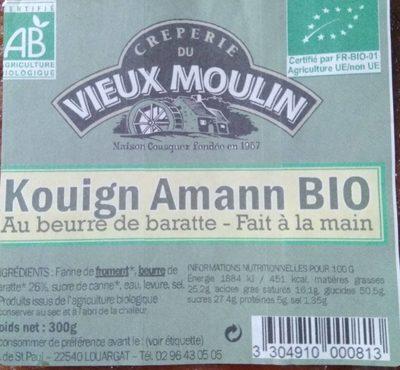 AB
AGRICULTURE
BIOLOGIQUE
CREPERIE
DU
VIEUX MOULIN
Maison Cousquer fondée en 1957
Certifié par FR-BIO-01
Agriculture UE/non UE
Kouign Amann BIO
Au beurre de baratte - Fait à la main
INGRÉDIENTS : Farine de froment*, beurre de
baratte* 26%, sucre de canne*, eau, levure, sel.
*Produits issus de l'agriculture biologique
conserver au sec et à l'abri de la chaleur
Poids net : 300g
consommer de préférence avant le : (voir étiquette)
de St Paul - 22540 LOUARGAT - Tél. 02 96 43 05 05
INFORMATIONS NUTRITIONNELLES POUR 100 G
Energie 1884 kJ / 451 kcal, matières grasses
25.2g, acides gras saturés 16.1g, glucides 50.5g,
sucres 27.4g, protéines 5g, sel 1.35g
3 304910 000813